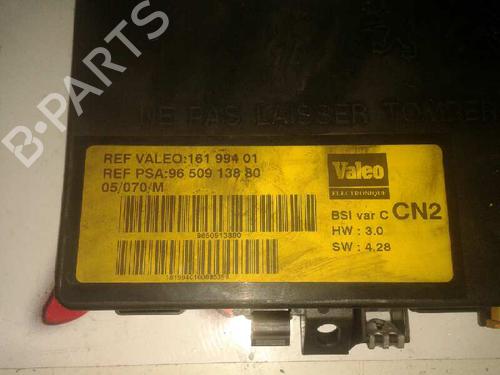 B-PARTS
NE PAS LAISSER TOMBER
REF VALEO:161 994 01
REF PSA:96 509 138 80
05/070/M
Valeo
ELECTRONIQUE
BSI var C CN2
HW : 3.0
SW : 4.28
9650913880